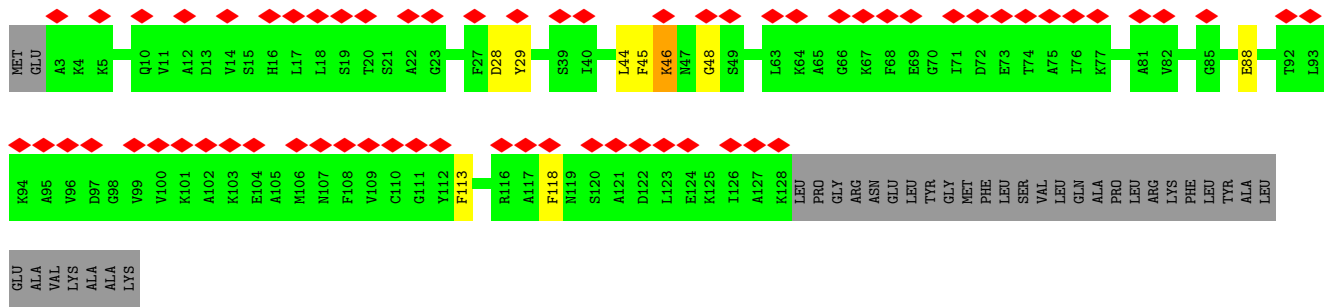 MET GLU A3 K4 K5 Q10 V11 A12 D13 V14 S15 H16 L17 L18 S19 T20 S21 A22 G23 F27 D28 Y29 S39 I40 L44 F45 K46 N47 G48 S49 L63 K64 A65 G66 K67 F68 E69 G70 I71 D72 E73 T74 A75 I76 K77 A81 V82 G85 E88 T92 L93
K94 A95 V96 D97 G98 V99 V100 K101 A102 K103 E104 A105 M106 N107 F108 V109 C110 G111 Y112 F113 R116 A117 F118 N119 S120 A121 D122 L123 E124 K125 I126 A127 K128 LEU PRO GLY ARG ASN GLU LEU TYR GLY MET PHE LEU SER VAL LEU GLN ALA PRO LEU ARG LYS PHE LEU TYR ALA LEU
GLU ALA VAL LYS ALA ALA LYS